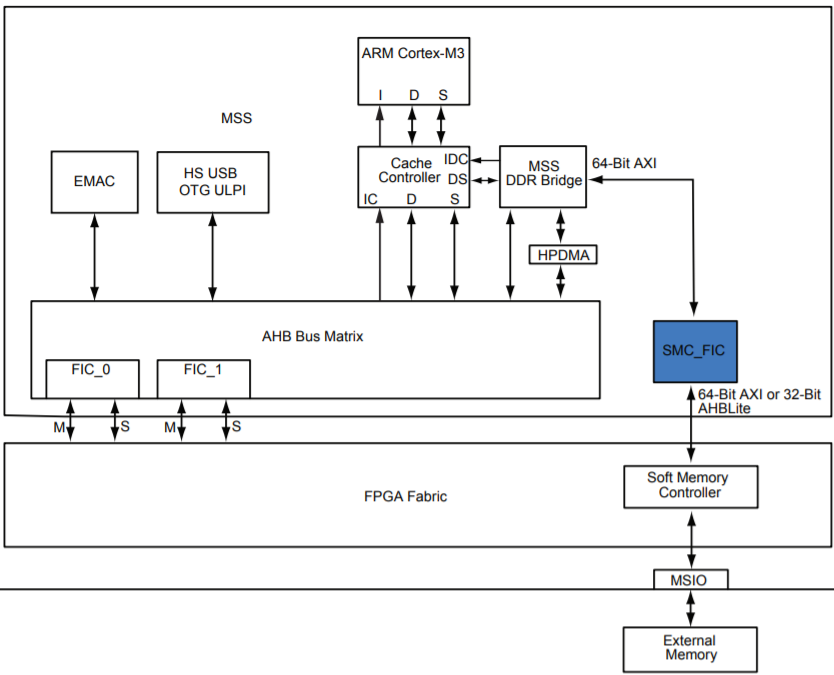 ARM Cortex-M3
I D S
MSS
EMAC
HS USB
OTG ULPI
Cache
Controller
IDC
DS
IC D S
MSS
DDR Bridge
64-Bit AXI
HPDMA
AHB Bus Matrix
SMC_FIC
FIC_0
FIC_1
64-Bit AXI or 32-Bit
AHBLite
M S M S
FPGA Fabric
Soft Memory
Controller
MSIO
External
Memory